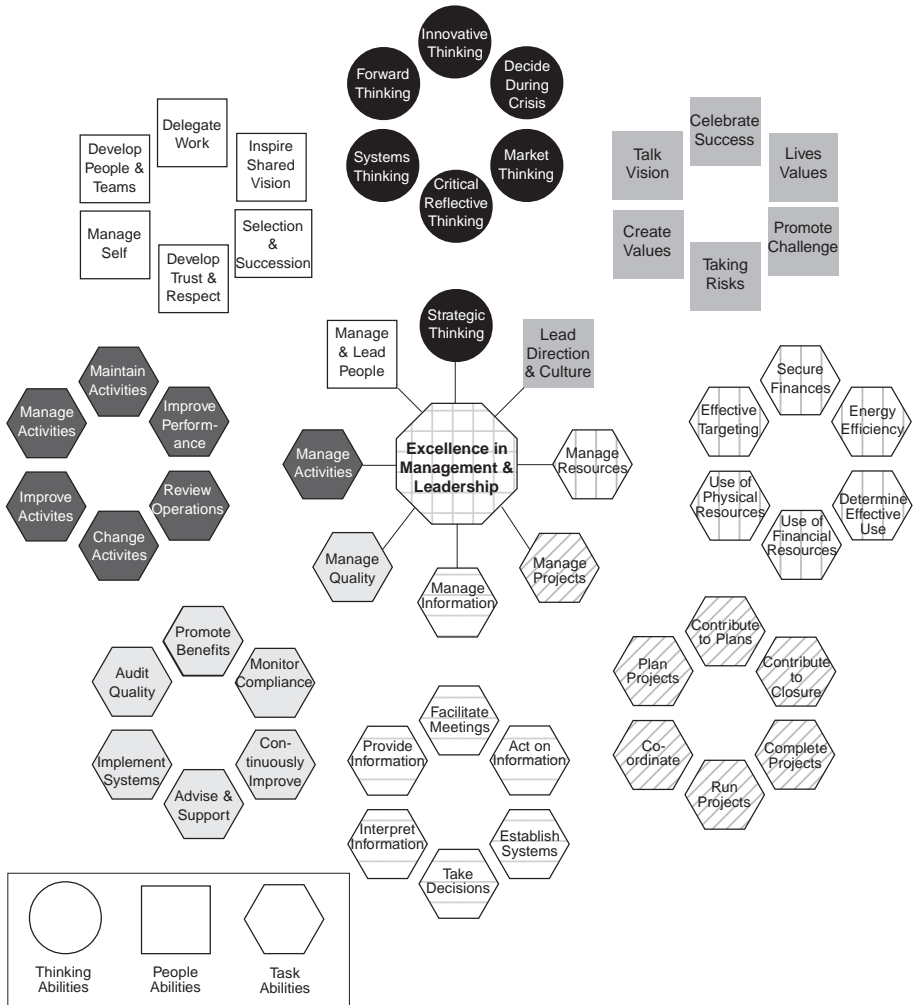 Innovative
Thinking
Forward
Thinking
Decide
During
Crisis
Systems
Thinking
Market
Thinking
Critical
Reflective
Thinking
Delegate
Work
Develop
People &
Teams
Inspire
Shared
Vision
Manage
Self
Selection
&
Succession
Develop
Trust &
Respect
Celebrate
Success
Talk
Vision
Lives
Values
Create
Values
Promote
Challenge
Taking
Risks
Strategic
Thinking
Manage
& Lead
People
Lead
Direction
& Culture
Manage
Activities
Excellence in
Management &
Leadership
Manage
Resources
Manage
Quality
Manage
Information
Manage
Projects
Maintain
Activities
Manage
Activities
Improve
Perform-
ance
Improve
Activites
Review
Operations
Change
Activites
Secure
Finances
Effective
Targeting
Energy
Efficiency
Use of
Physical
Resources
Determine
Effective
Use
Use of
Financial
Resources
Promote
Benefits
Audit
Quality
Monitor
Compliance
Implement
Systems
Con-
tinuously
Improve
Advise &
Support
Facilitate
Meetings
Provide
Information
Act on
Information
Interpret
Information
Establish
Systems
Take
Decisions
Contribute
to Plans
Plan
Projects
Contribute
to
Closure
Co-
ordinate
Complete
Projects
Run
Projects
Thinking
Abilities
People
Abilities
Task
Abilities